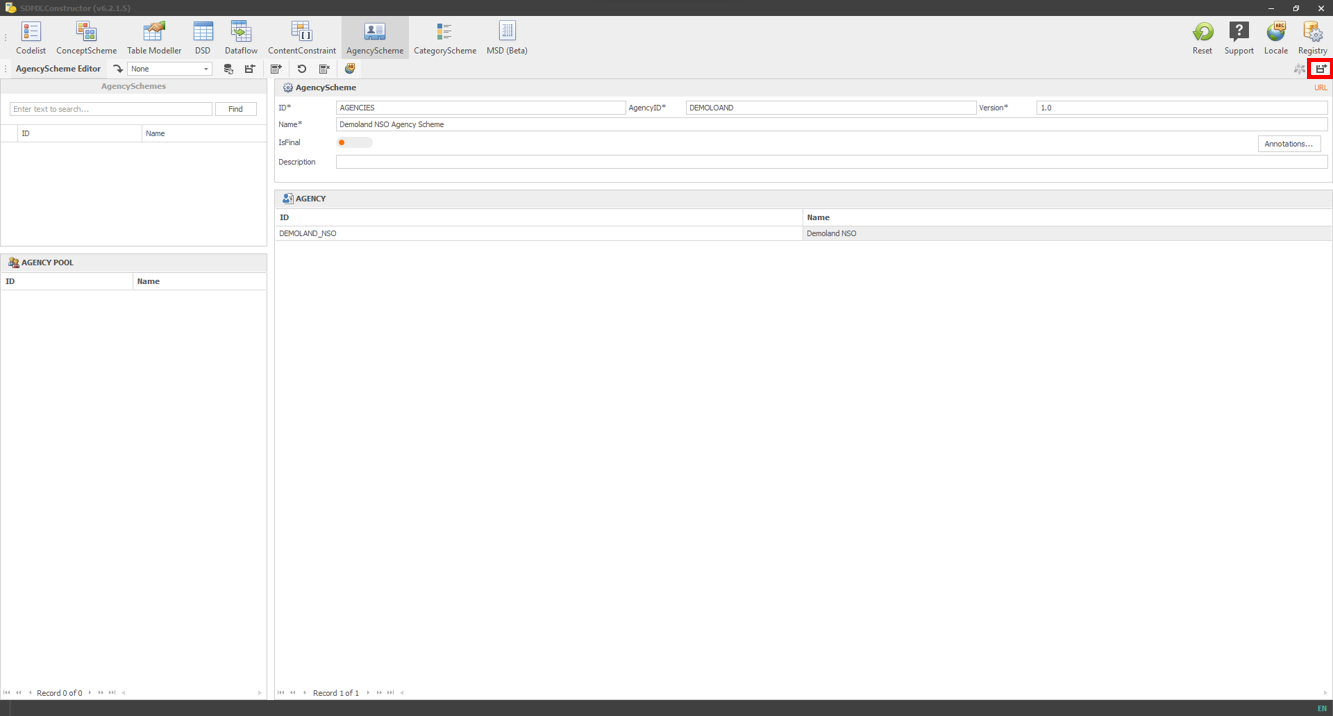 SDMX.Constructor (v6.2.1.5)
Codelist ConceptScheme Table Modeller DSD Dataflow ContentConstraint AgencyScheme CategoryScheme MSD (Beta) Reset Support Locale Registry
AgencyScheme Editor None
AgencySchemes
Enter text to search... Find
ID Name
AGENCY POOL
ID Name
Record 0 of 0
AgencyScheme URL
ID* AGENCIES AgencyID* DEMOLOAND Version* 1.0
Name* Demoland NSO Agency Scheme
IsFinal Annotations...
Description
AGENCY
ID Name
DEMOLAND_NSO Demoland NSO
Record 1 of 1
EN